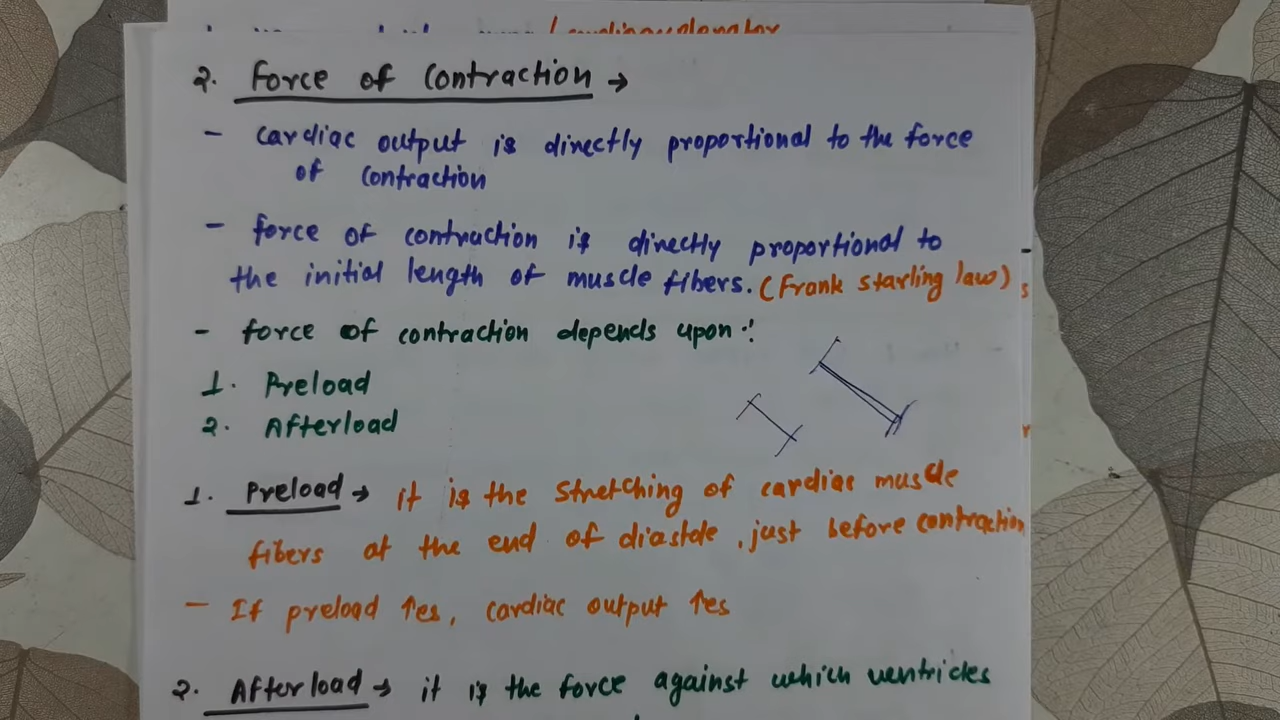 2. Force of Contraction →
- Cardiac output is directly proportional to the force
of contraction
- force of contraction is directly proportional to
the initial length of muscle fibers. (Frank starling law)
- force of contraction depends upon :
1. Preload
2. Afterload
1. Preload → it is the stretching of cardiac muscle
fibers at the end of diastole, just before contraction
- If preload ↑es, cardiac output ↑es
2. Afterload → it is the force against which ventricles